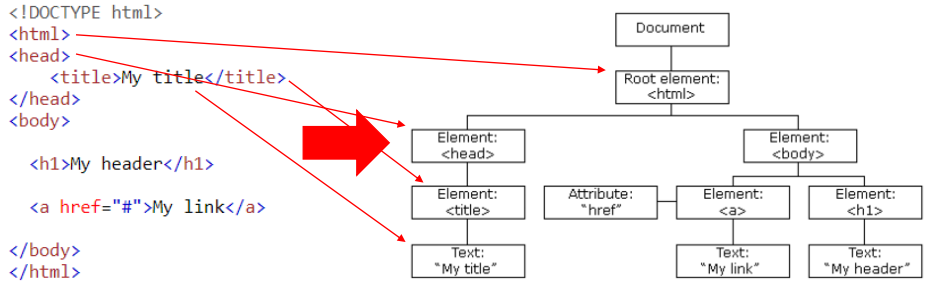 <!DOCTYPE html>
<html>
<head>
<title>My title</title>
</head>
<body>
<h1>My header</h1>
<a href="#">My link</a>
</body>
</html>
Document
Root element:
<html>
Element:
<head>
Element:
<body>
Element:
<title>
Attribute:
"href"
Element:
<a>
Element:
<h1>
Text:
"My title"
Text:
"My link"
Text:
"My header"